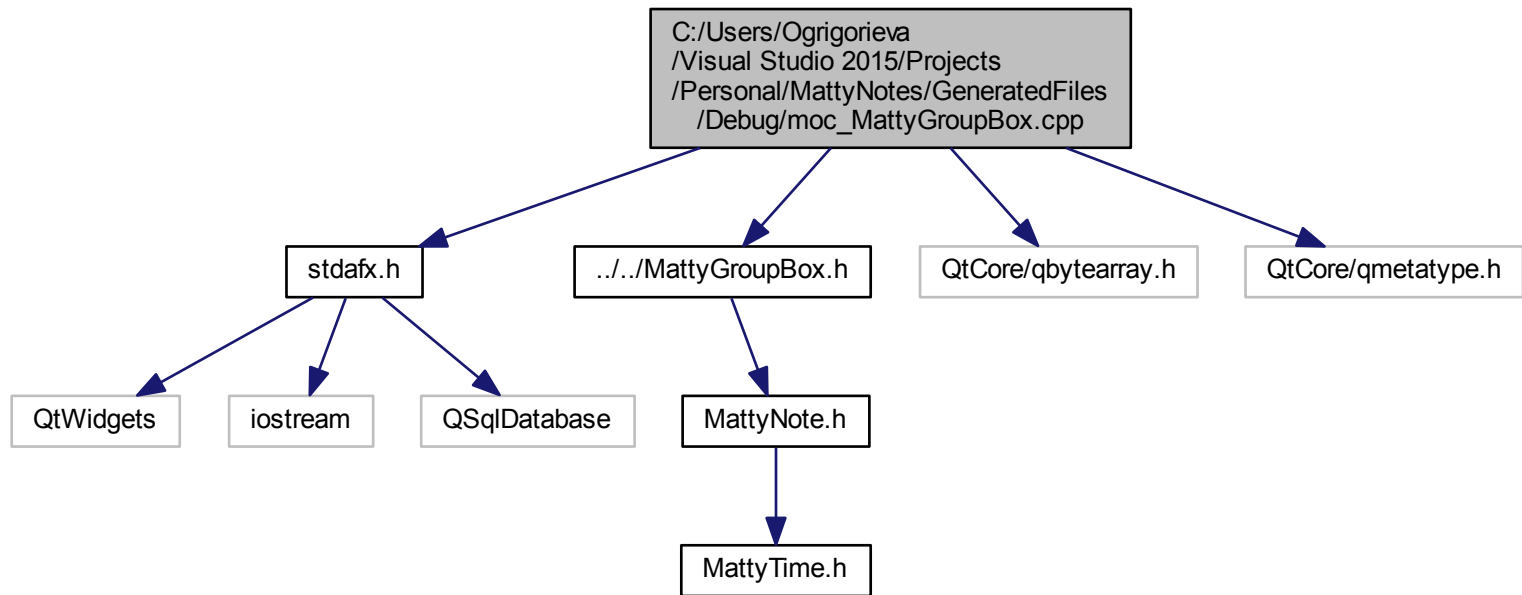 C:/Users/Ogrigorieva
/Visual Studio 2015/Projects
/Personal/MattyNotes/GeneratedFiles
/Debug/moc_MattyGroupBox.cpp
stdafx.h
../../MattyGroupBox.h
QtCore/qbytearray.h
QtCore/qmetatype.h
QtWidgets
iostream
QSqlDatabase
MattyNote.h
MattyTime.h